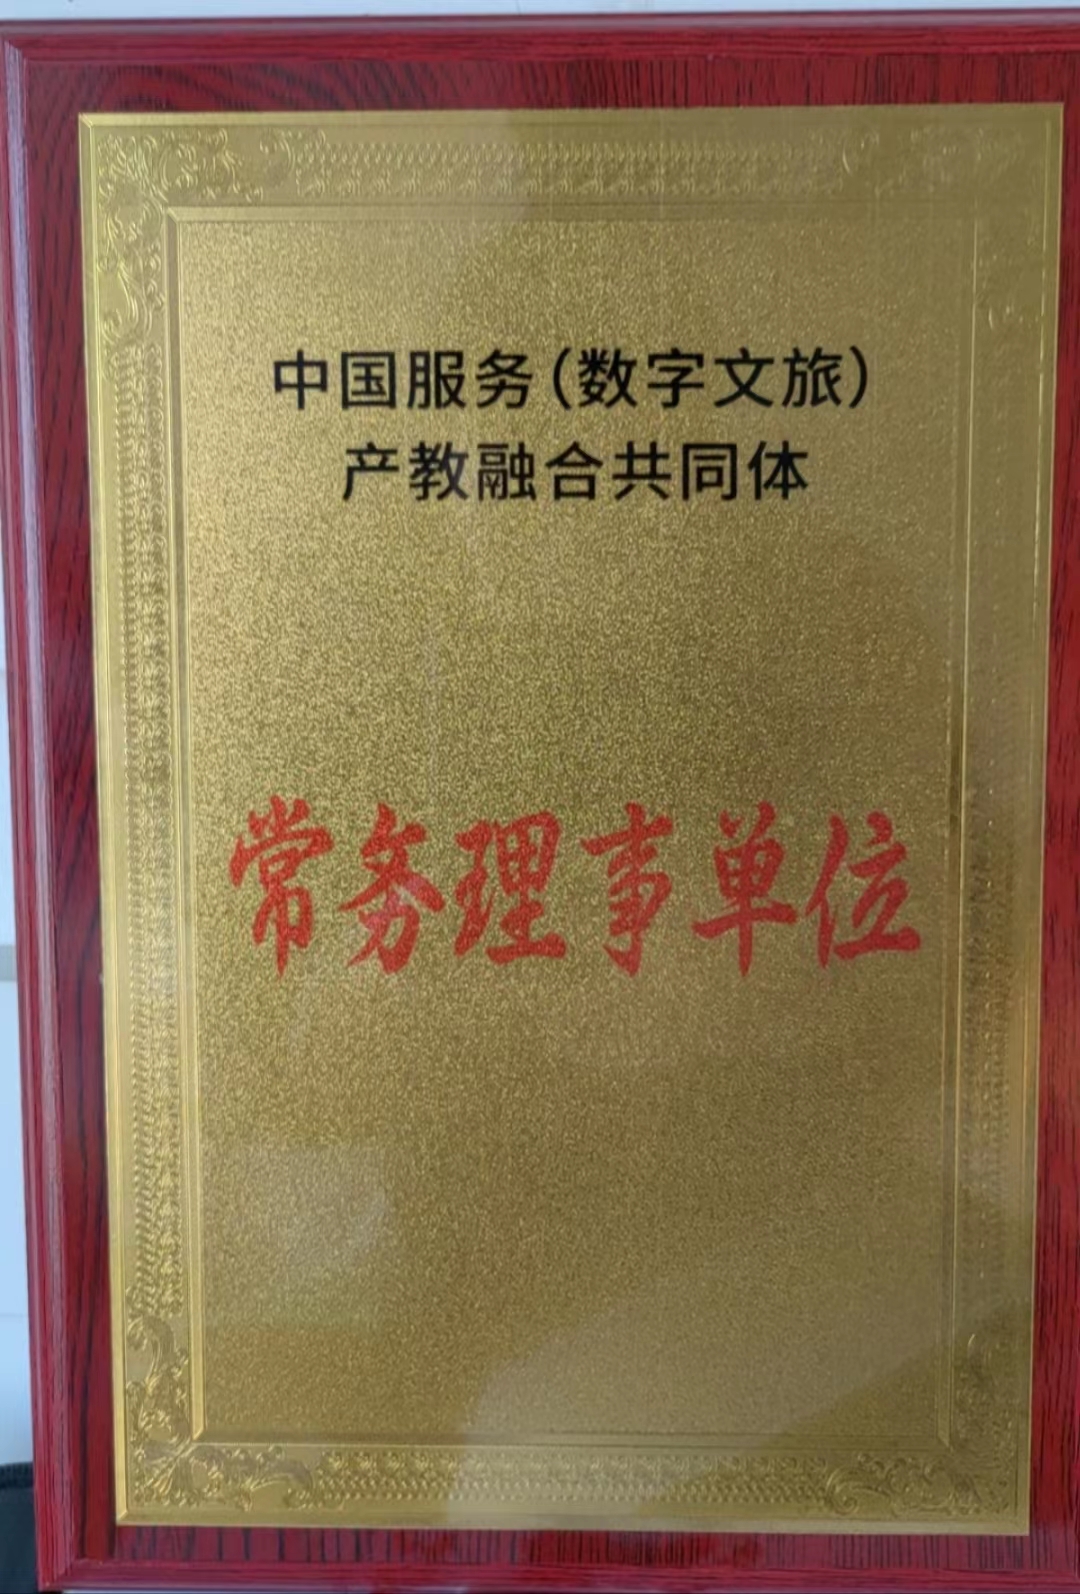 中国服务(数字文旅)
产教融合共同体
常务理事单位